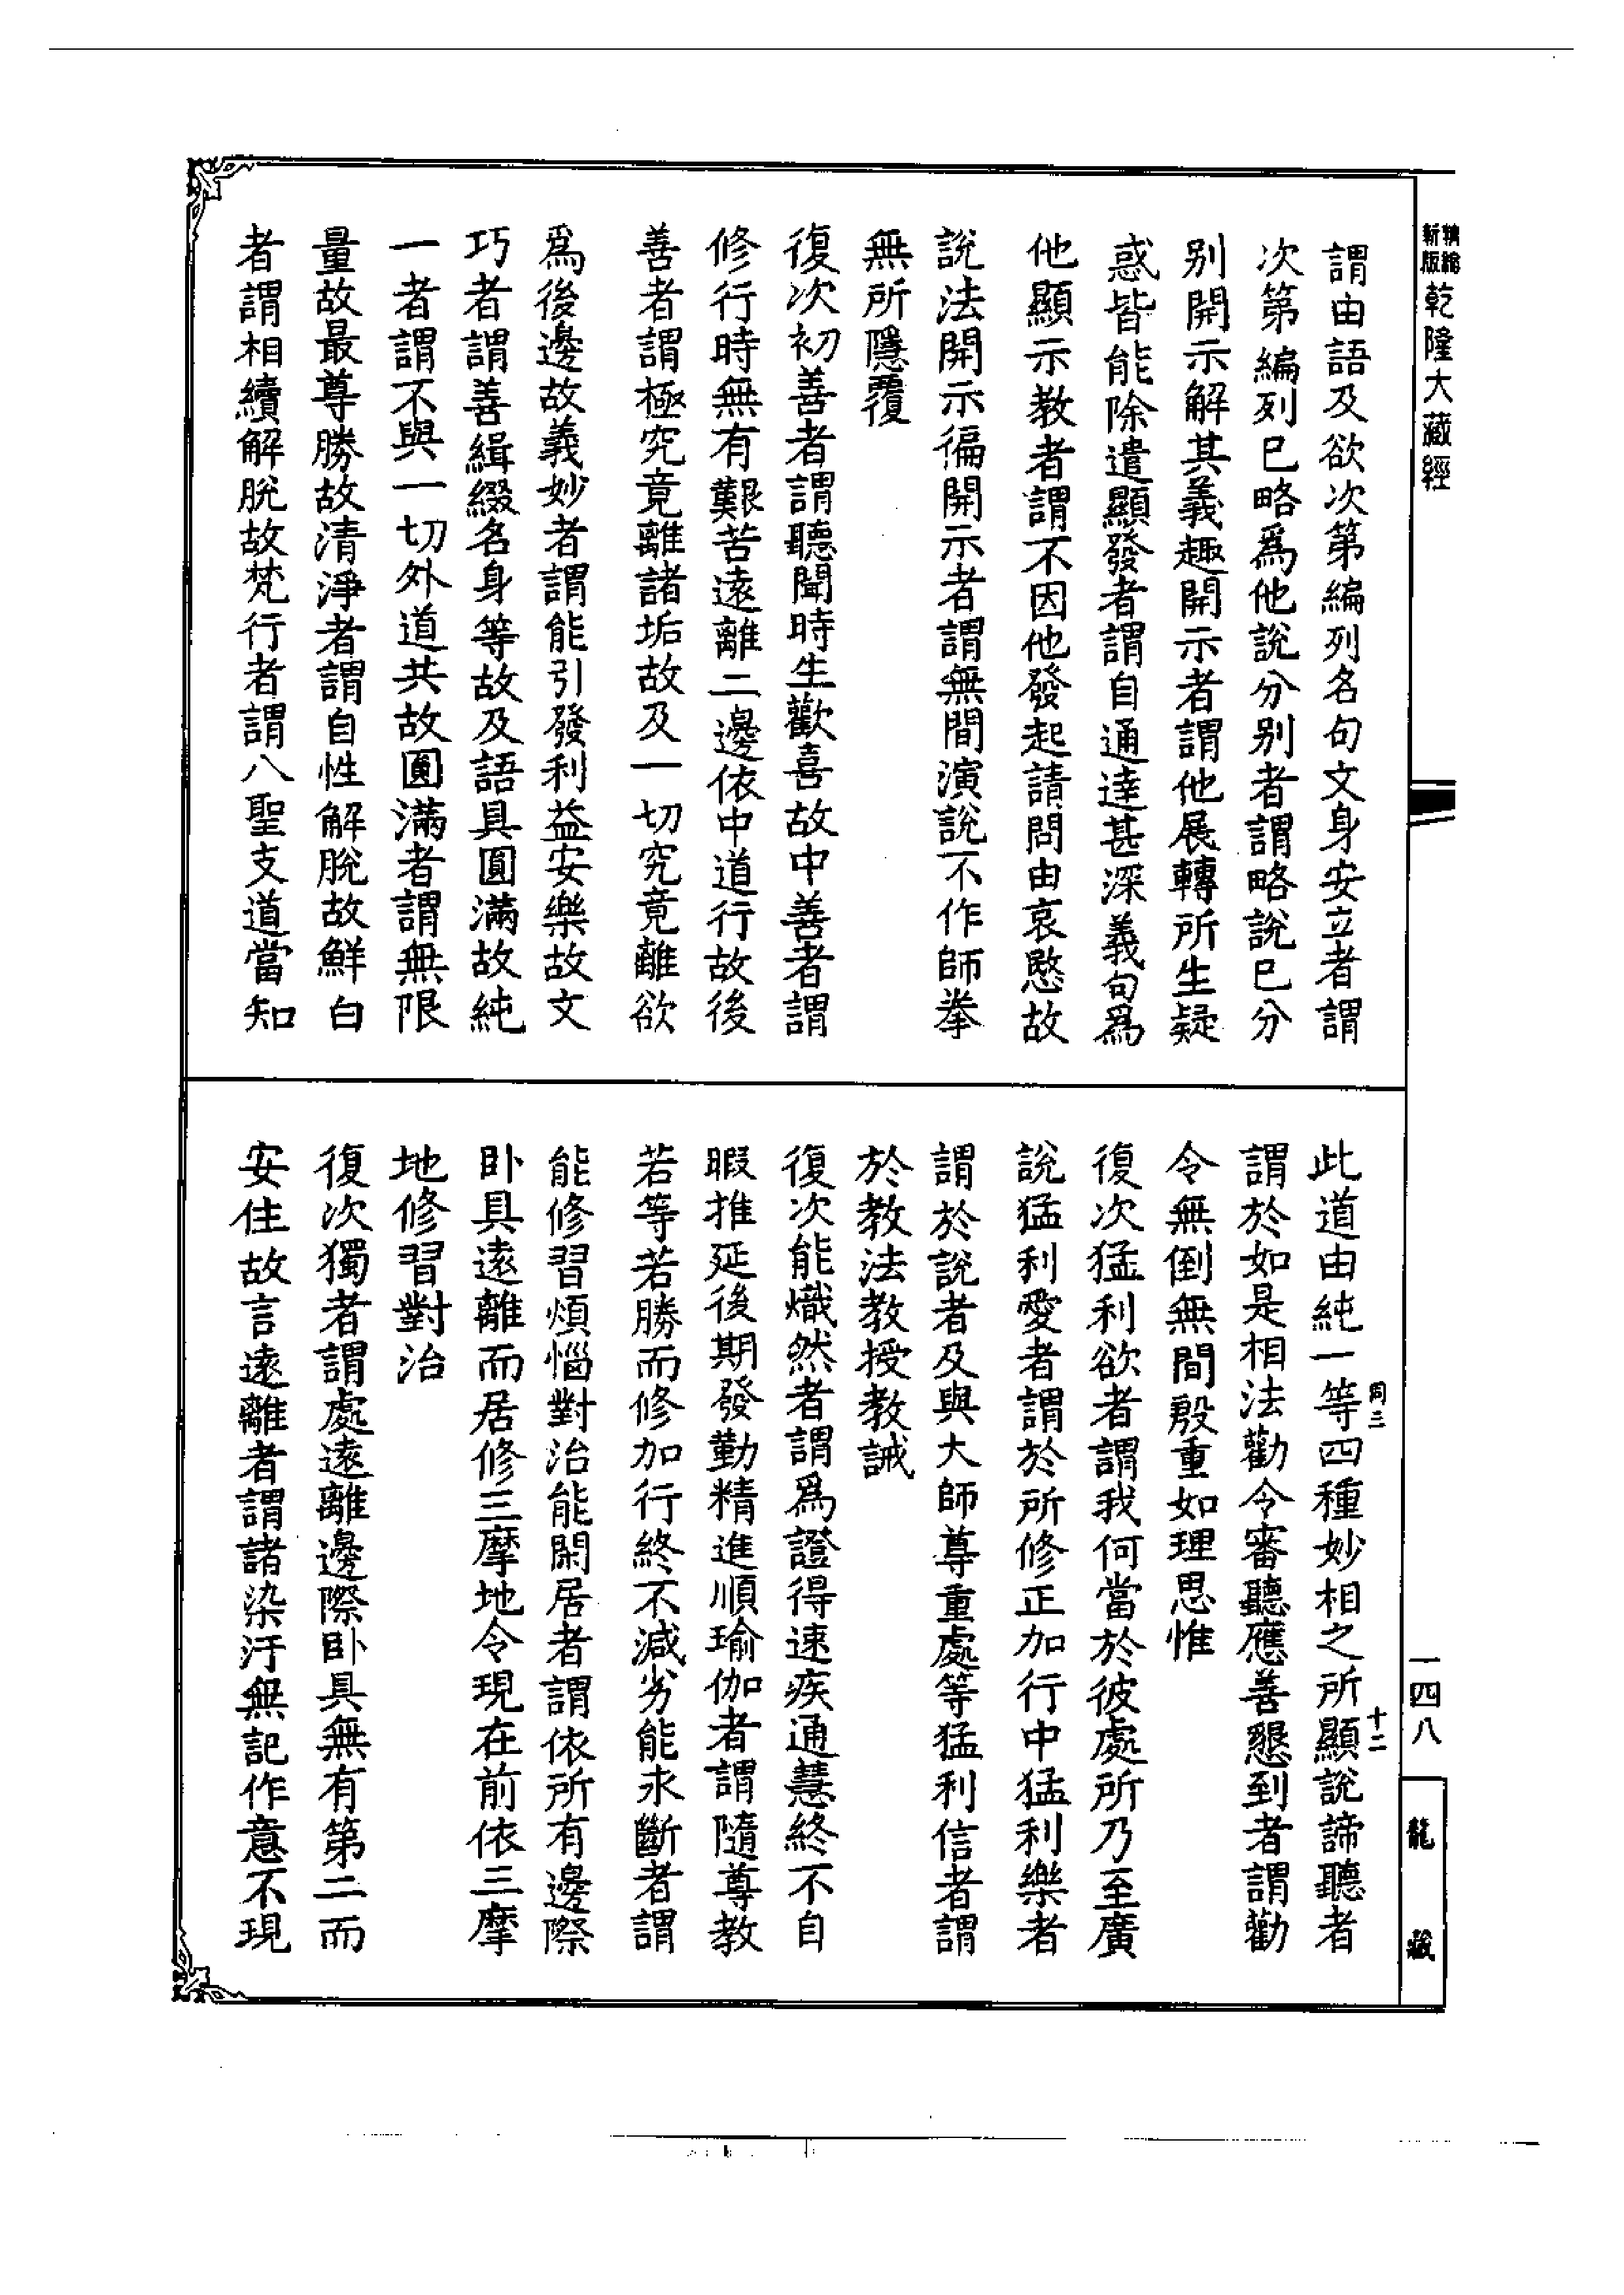 精編
新版
乾隆大藏經
謂由語及欲次第編列名句文身安立者謂
次第編列已略爲他說分別者謂略說已分
别開示解其義趣開示者謂他展轉所生疑
惑皆能除遣顯發者謂自通達甚深義句爲
他顯示教者謂不因他發起請問由哀愍故
說法開示徧開示者謂無間演說不作師拳
無所隱覆
復次初善者謂聽聞時生歡喜故中善者謂
修行時無有艱苦遠離二邊依中道行故後
善者謂極究竟離諸垢故及一切究竟離欲
爲後邊故義妙者謂能引發利益安樂故文
巧者謂善緝綴名身等故及語具圓滿故純
一者謂不與一切外道共故圓滿者謂無限
量故最尊勝故清淨者謂自性解脫故鮮白
者謂相續解脫故梵行者謂八聖支道當知
此道由純一等四種妙相之所顯說諦聽者
謂於如是相法勸令審聽應善懇到者謂勸
令無倒無間殷重如理思惟
復次猛利欲者謂我何當於彼處所乃至廣
說猛利愛者謂於所修正加行中猛利樂者
謂於說者及與大師尊重處等猛利信者謂
於教法教授教誡
復次能熾然者謂爲證得速疾通慧終不自
暇推延後期發勤精進順瑜伽者謂隨尊教
若等若勝而修加行終不減劣能永斷者謂
能修習煩惱對治能閑居者謂依所有邊際
卧具遠離而居修三摩地令現在前依三摩
地修習對治
復次獨者謂處遠離邊際卧具無有第二而
安住故言遠離者謂諸染汙無記作意不現
同三
十二
一四八
龍藏